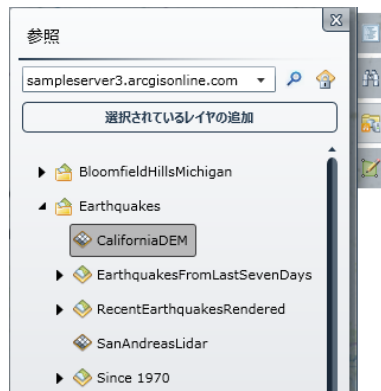 参照
sampleserver3.arcgisonline.com
選択されているレイヤの追加
BloomfieldHillsMichigan
Earthquakes
CaliforniaDEM
EarthquakesFromLastSevenDays
RecentEarthquakesRendered
SanAndreasLidar
Since 1970